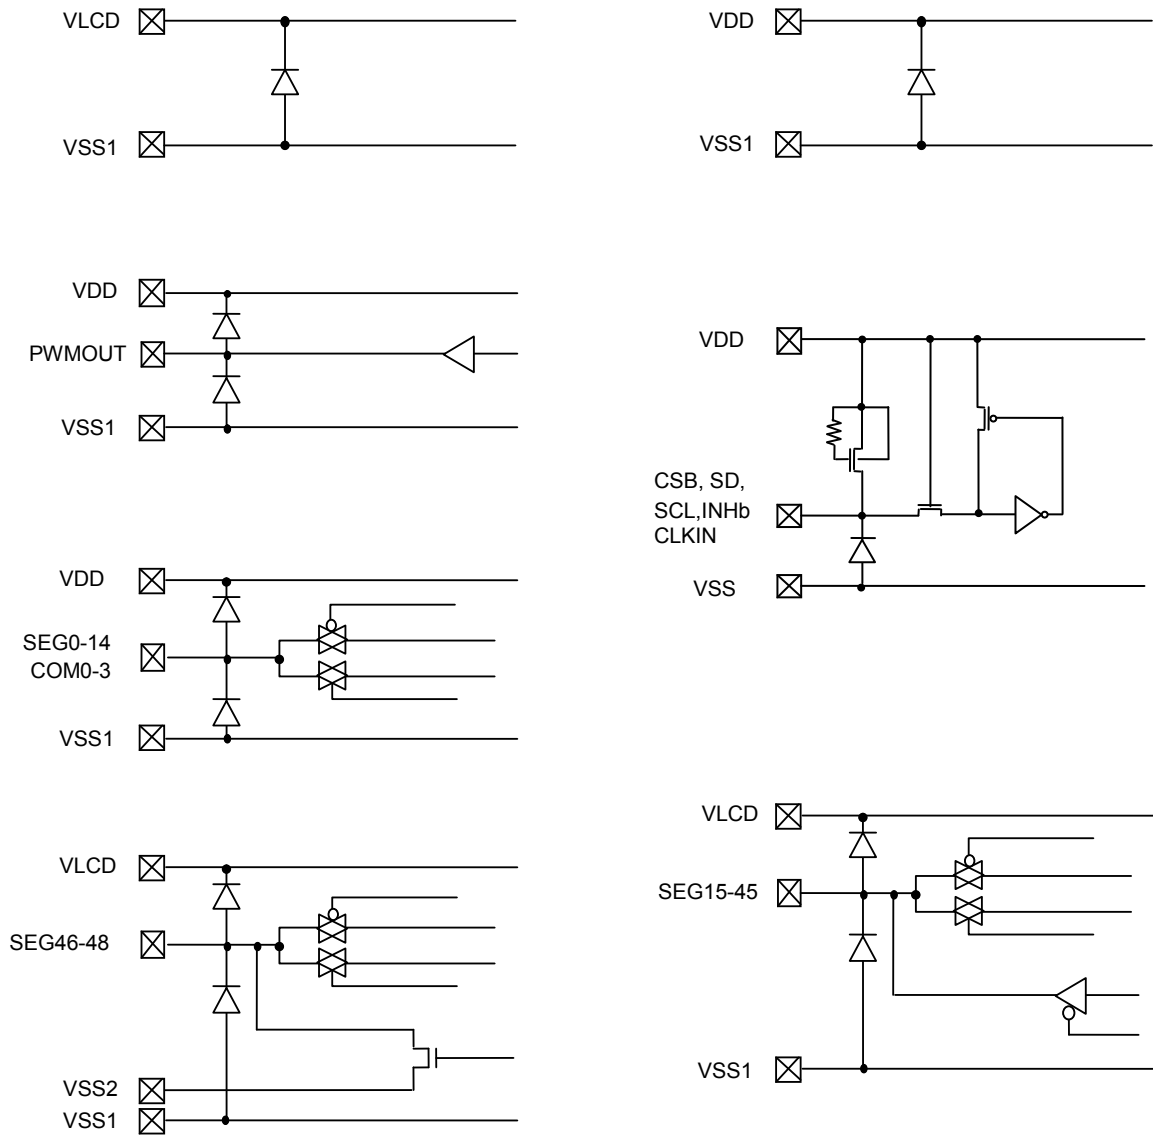 VLCD
VSS1
VDD
VSS1
VDD
PWMOUT
VSS1
VDD
CSB, SD,
SCL,INHb
CLKIN
VSS
VDD
SEG0-14
COM0-3
VSS1
VLCD
SEG46-48
VSS2
VSS1
VLCD
SEG15-45
VSS1